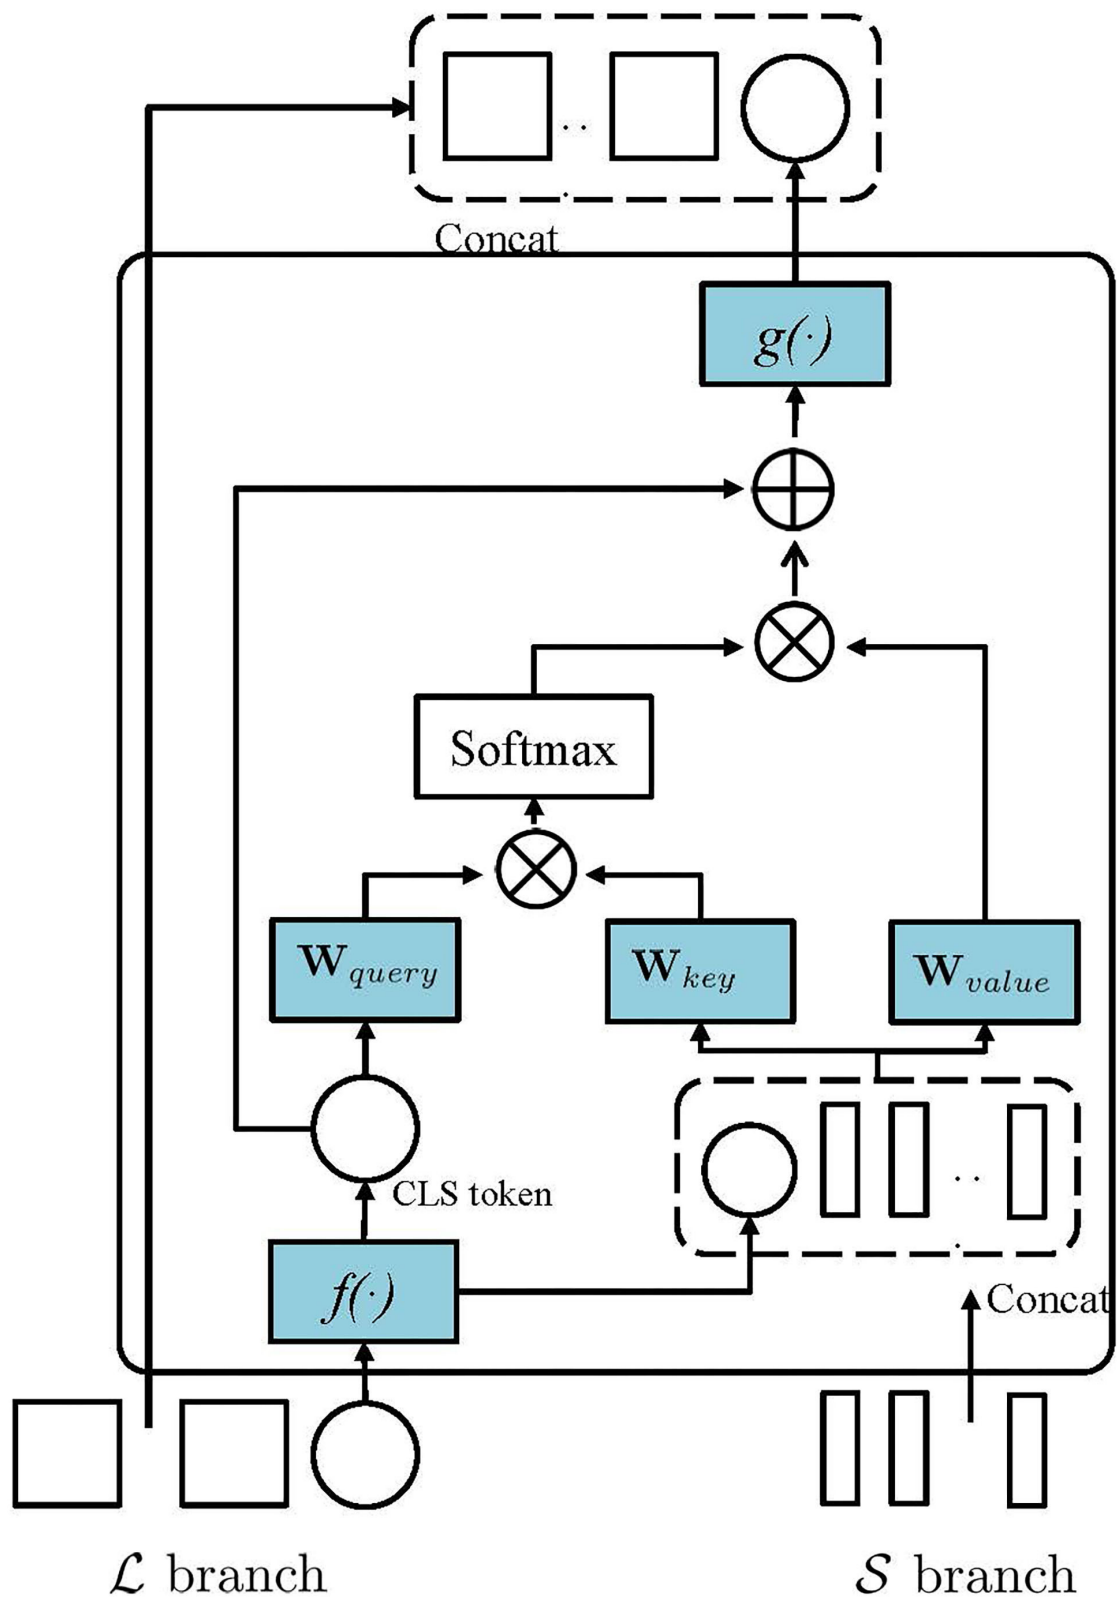 Concat
g(·)
Softmax
W_query
W_key
W_value
CLS token
f(·)
Concat
ℒ branch
𝒮 branch